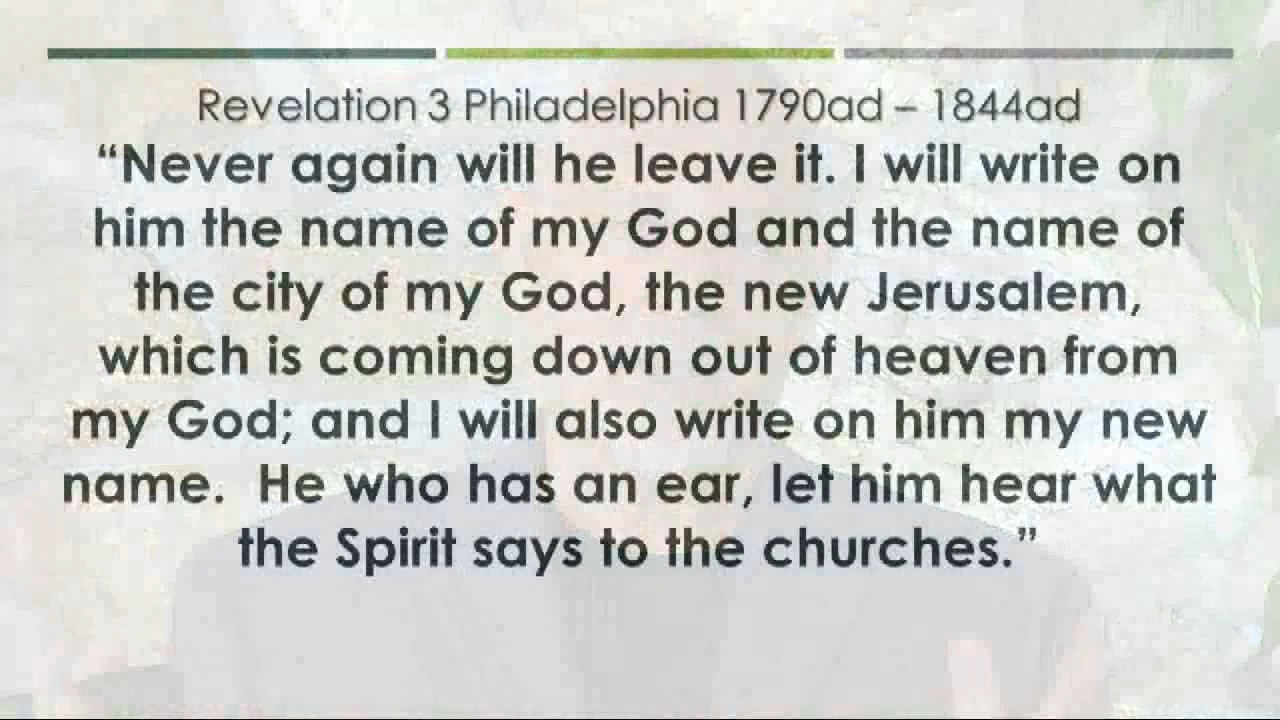 Revelation 3 Philadelphia 1790ad – 1844ad
“Never again will he leave it. I will write on
him the name of my God and the name of
the city of my God, the new Jerusalem,
which is coming down out of heaven from
my God; and I will also write on him my new
name.  He who has an ear, let him hear what
the Spirit says to the churches.”